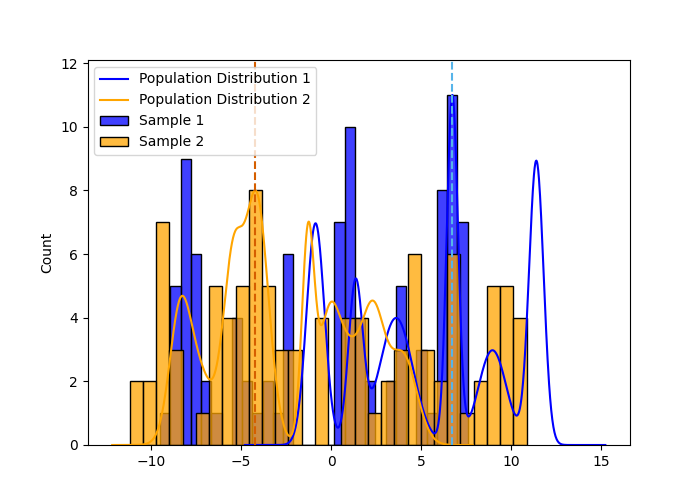 Population Distribution 1
Population Distribution 2
Sample 1
Sample 2
Count
12
10
8
6
4
2
0
−10 −5 0 5 10 15